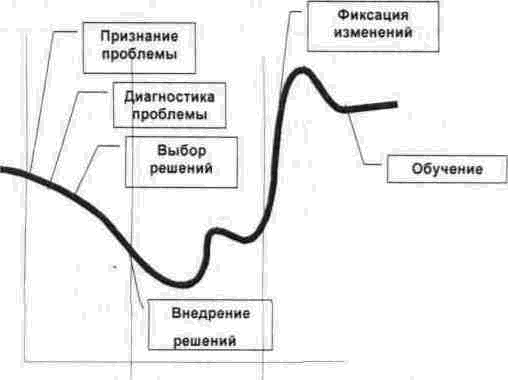 Признание
проблемы
Диагностика
проблемы
Выбор
решений
Внедрение
решений
Фиксация
изменений
Обучение